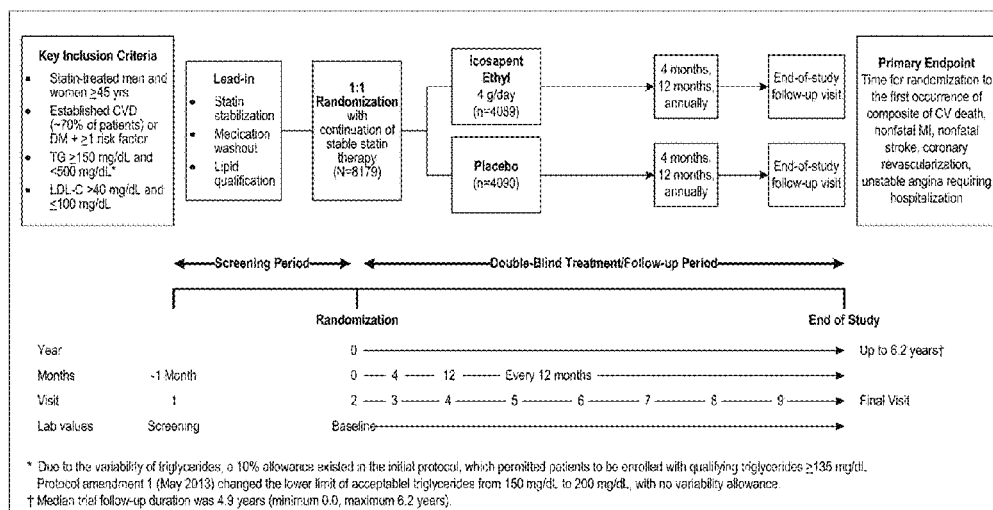 Key Inclusion Criteria
• Statin-treated men and
women ≥45 yrs
• Established CVD
(~70% of patients) or
DM + ≥1 risk factor
• TG ≥150 mg/dL and
<500 mg/dL*
• LDL-C >40 mg/dL and
≤100 mg/dL
Lead-in
• Statin
stabilization
• Medication
washout
• Lipid
qualification
1:1
Randomization
with
continuation of
stable statin
therapy
(N=8179)
Icosapent
Ethyl
4 g/day
(n=4089)
4 months,
12 months,
annually
End-of-study
follow-up visit
Placebo
(n=4090)
4 months,
12 months,
annually
End-of-study
follow-up visit
Primary Endpoint
Time for randomization to
the first occurrence of
composite of CV death,
nonfatal MI, nonfatal
stroke, coronary
revascularization,
unstable angina requiring
hospitalization
Screening Period
Double-Blind Treatment/Follow-up Period
Randomization
End of Study
Year 0 Up to 6.2 years†
Months -1 Month 0 4 12 Every 12 months
Visit 1 2 3 4 5 6 7 8 9 Final Visit
Lab values Screening Baseline
* Due to the variability of triglycerides, a 10% allowance existed in the initial protocol, which permitted patients to be enrolled with qualifying triglycerides ≥135 mg/dL.
Protocol amendment 1 (May 2013) changed the lower limit of acceptablel triglycerides from 150 mg/dL to 200 mg/dL, with no variability allowance.
† Median trial follow-up duration was 4.9 years (minimum 0.0, maximum 6.2 years).